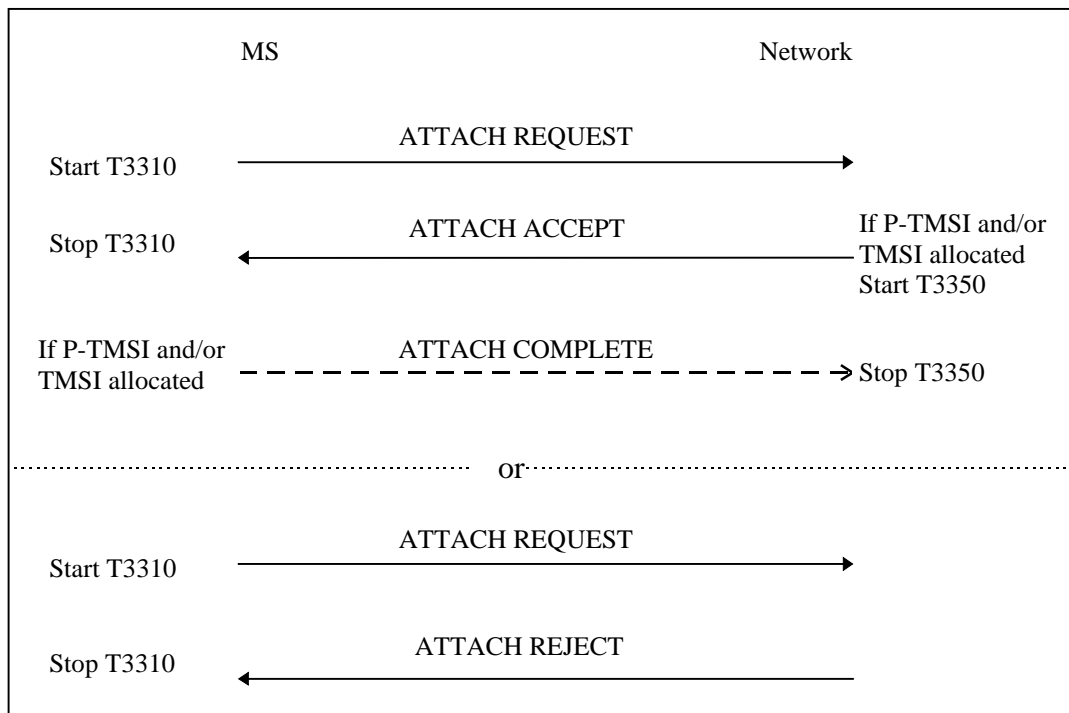 MS Network
ATTACH REQUEST
Start T3310
ATTACH ACCEPT
Stop T3310
If P-TMSI and/or
TMSI allocated
Start T3350
If P-TMSI and/or
TMSI allocated
ATTACH COMPLETE
Stop T3350
or
ATTACH REQUEST
Start T3310
ATTACH REJECT
Stop T3310